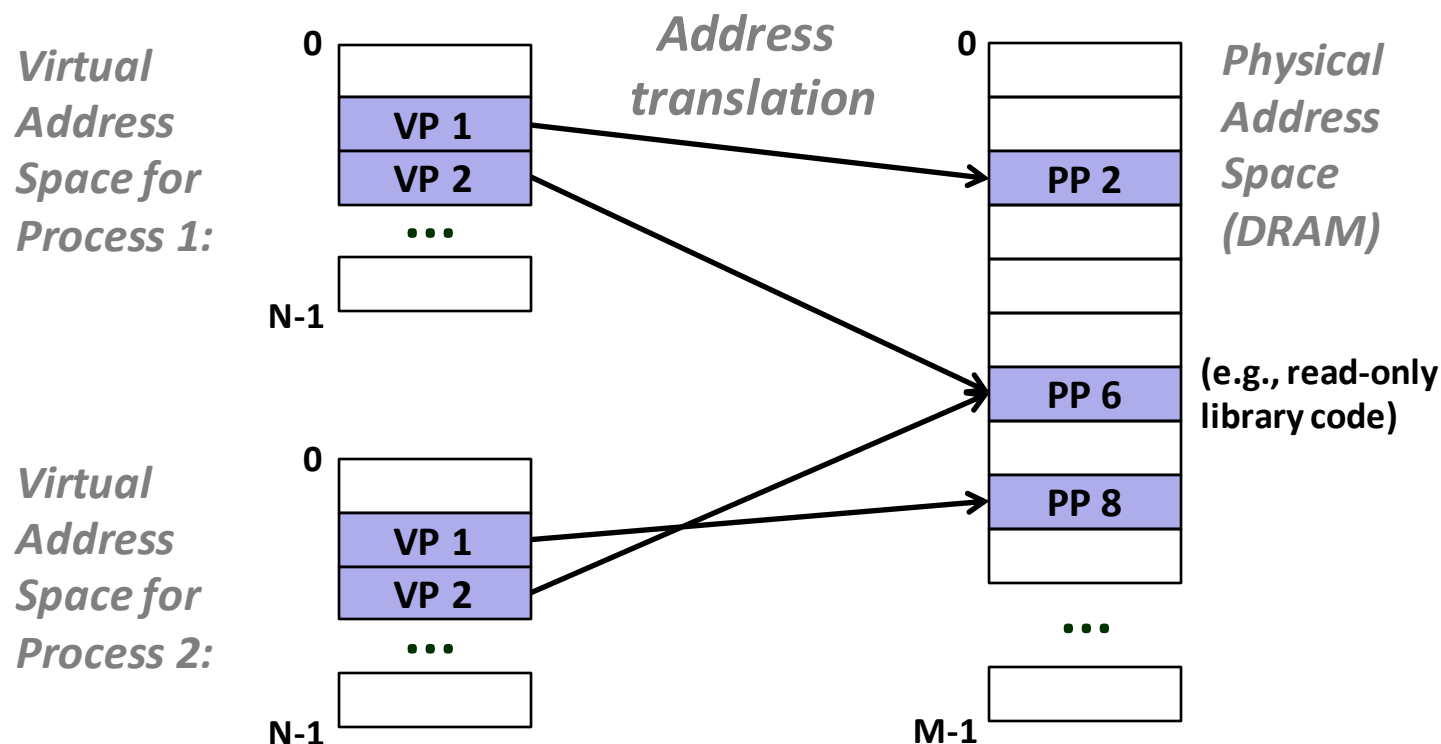 Virtual
Address
Space for
Process 1:
0
VP 1
VP 2
...
N-1
Address
translation
0
PP 2
PP 6
PP 8
...
M-1
Physical
Address
Space
(DRAM)
(e.g., read-only
library code)
Virtual
Address
Space for
Process 2:
0
VP 1
VP 2
...
N-1